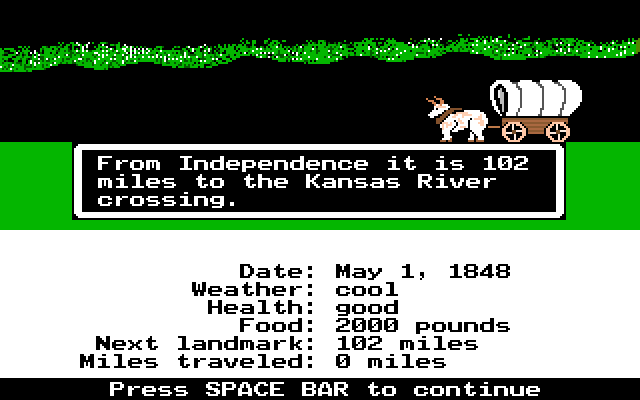 From Independence it is 102
miles to the Kansas River
crossing.
Date: May 1, 1848
Weather: cool
Health: good
Food: 2000 pounds
Next landmark: 102 miles
Miles traveled: 0 miles
Press SPACE BAR to continue